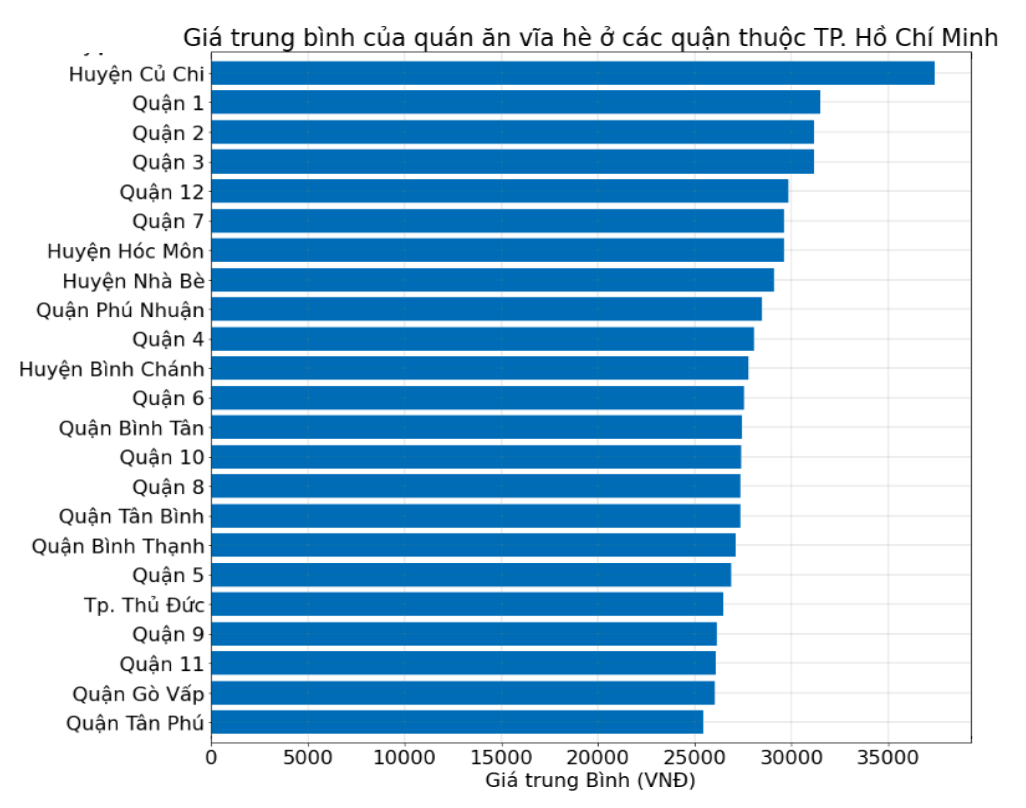 Giá trung bình của quán ăn vĩa hè ở các quận thuộc TP. Hồ Chí Minh
Huyện Củ Chi
Quận 1
Quận 2
Quận 3
Quận 12
Quận 7
Huyện Hóc Môn
Huyện Nhà Bè
Quận Phú Nhuận
Quận 4
Huyện Bình Chánh
Quận 6
Quận Bình Tân
Quận 10
Quận 8
Quận Tân Bình
Quận Bình Thạnh
Quận 5
Tp. Thủ Đức
Quận 9
Quận 11
Quận Gò Vấp
Quận Tân Phú
0 5000 10000 15000 20000 25000 30000 35000
Giá trung Bình (VNĐ)